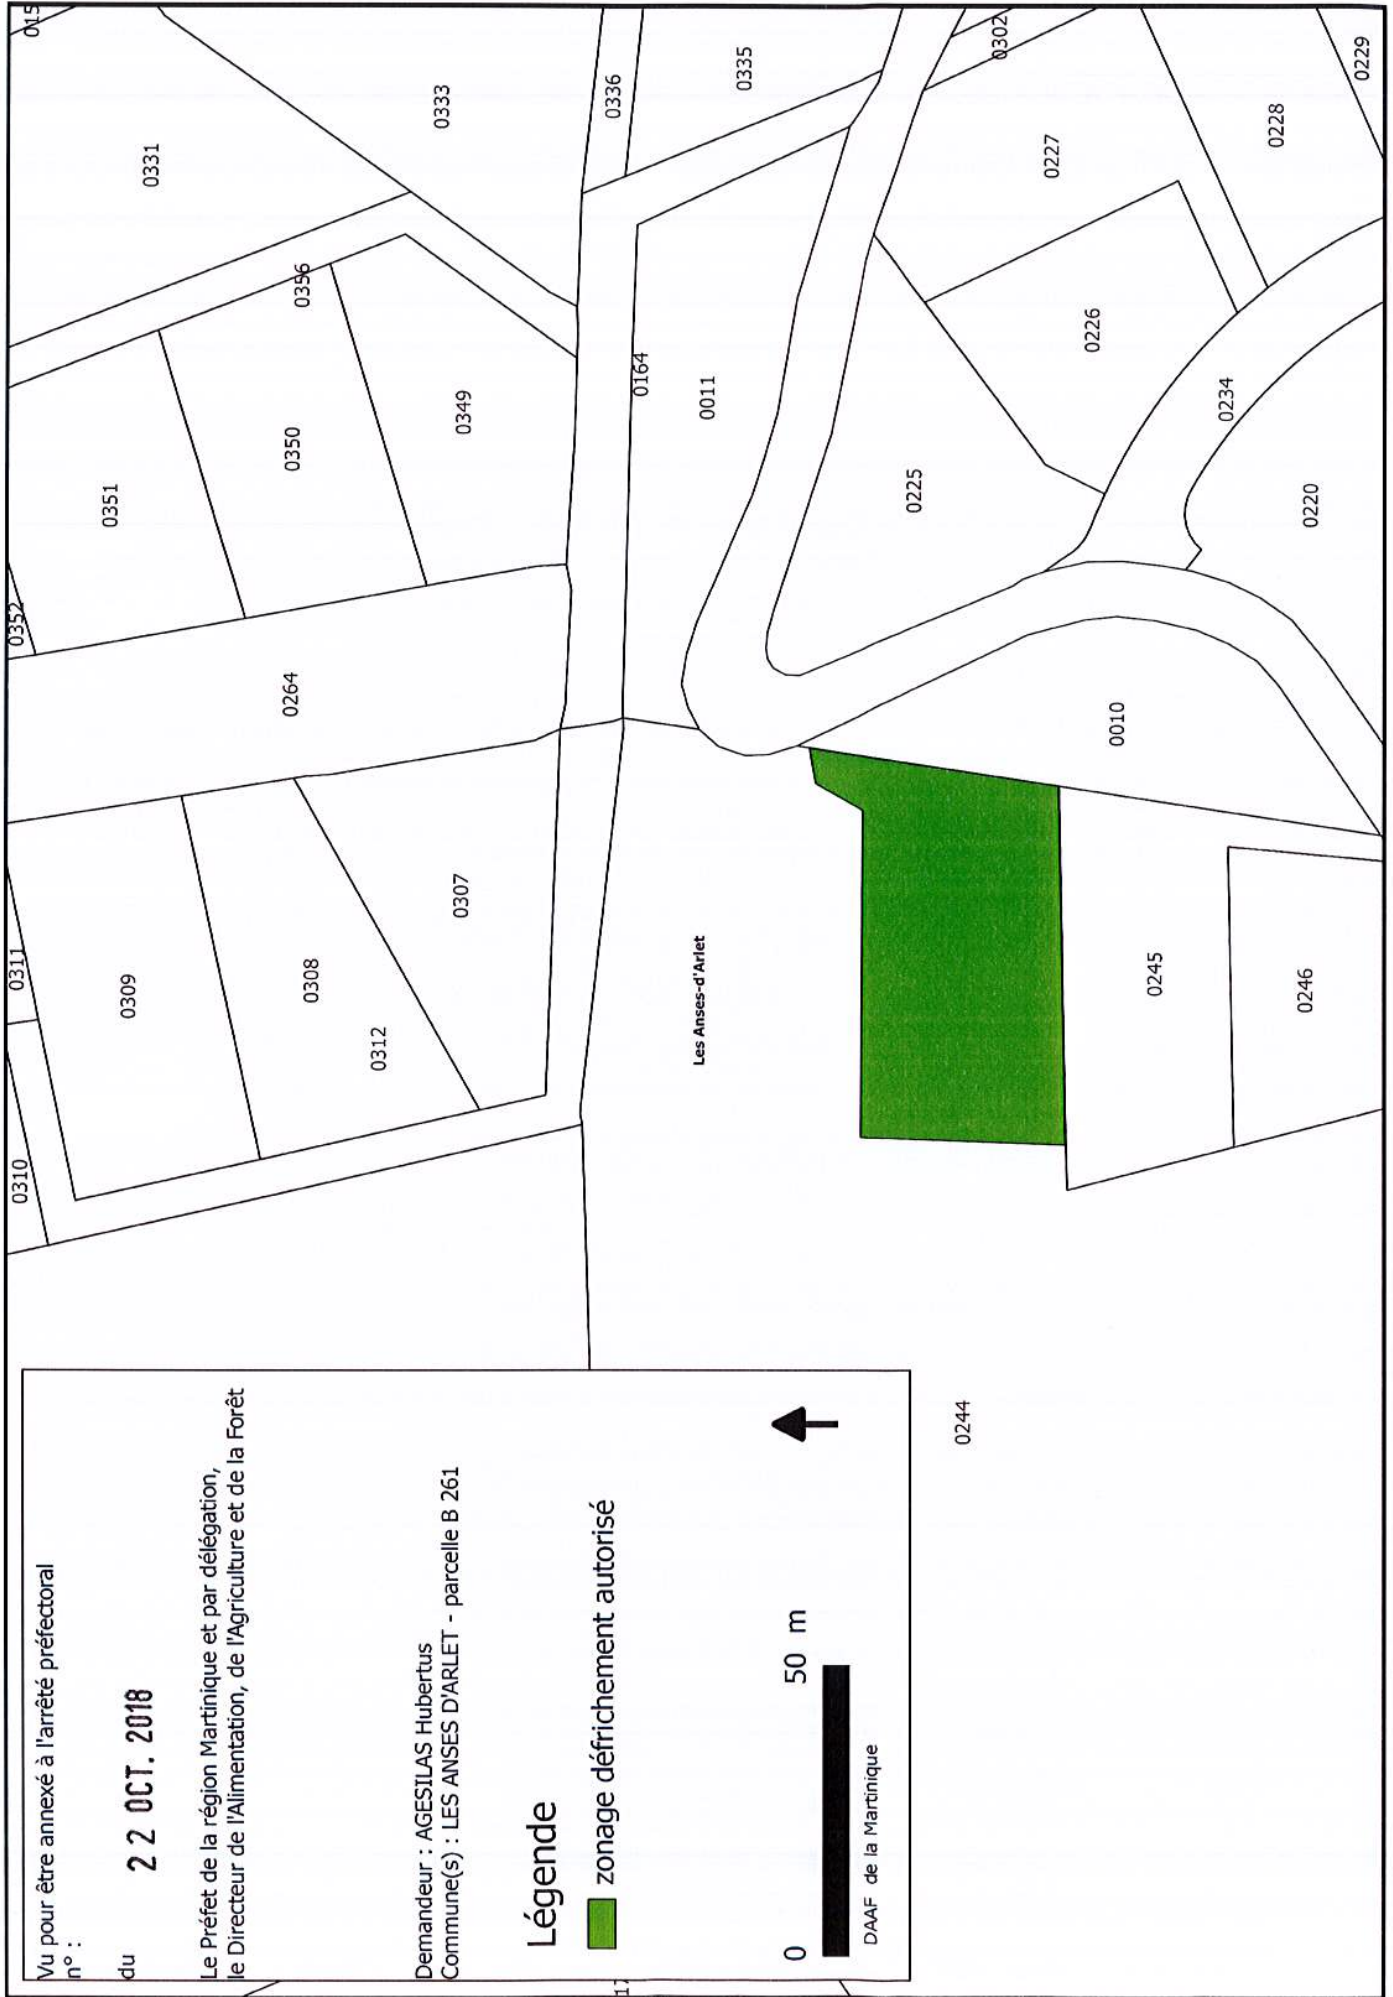 Vu pour être annexé à l'arrêté préfectoral
n° :
du 22 OCT. 2018
Le Préfet de la région Martinique et par délégation,
le Directeur de l'Alimentation, de l'Agriculture et de la Forêt
Demandeur : AGESILAS Hubertus
Commune(s) : LES ANSES D'ARLET - parcelle B 261
Légende
zonage défrichement autorisé
0 50 m
DAAF de la Martinique
0310
0311
0352
0309
0351
0331
0308
0264
0350
0356
0312
0307
0349
0333
0336
0164
Les Anses-d'Arlet
0011
0335
0225
0244
0302
0227
0226
0010
0245
0234
0228
0246
0220
0229